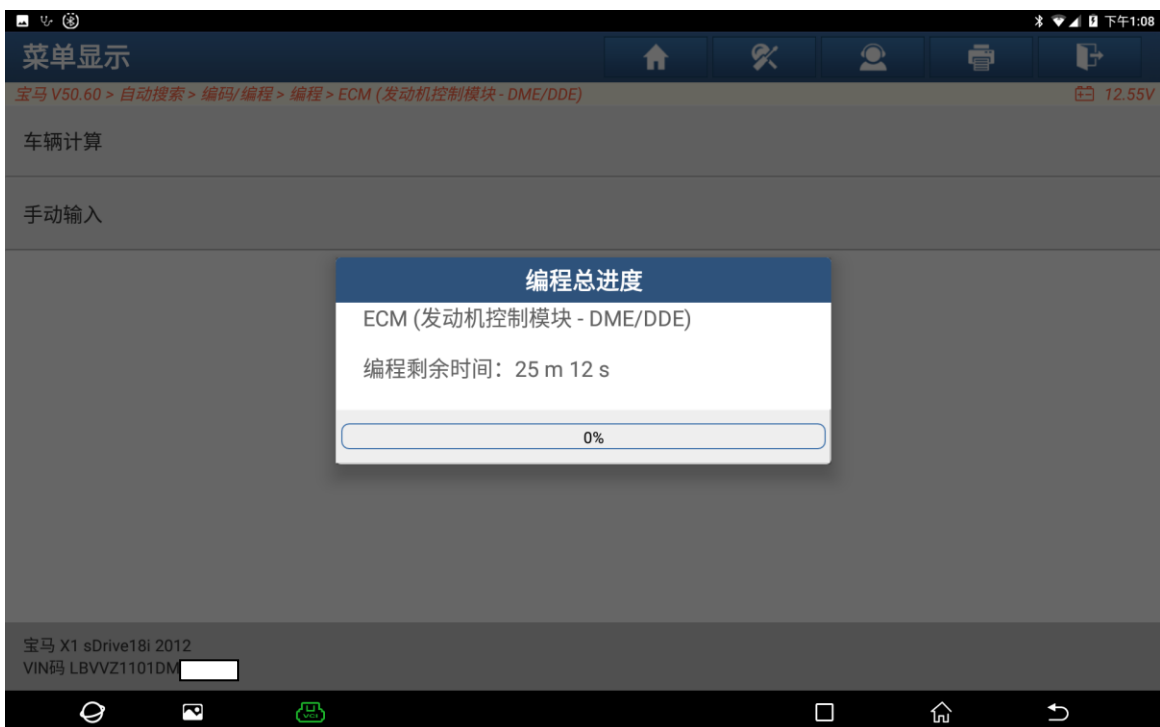 下午1:08
菜单显示
宝马 V50.60 > 自动搜索 > 编码/编程 > 编程 > ECM (发动机控制模块 - DME/DDE)
12.55V
车辆计算
手动输入
编程总进度
ECM (发动机控制模块 - DME/DDE)
编程剩余时间：25 m 12 s
0%
宝马 X1 sDrive18i 2012
VIN码 LBVVZ1101DM
VCI